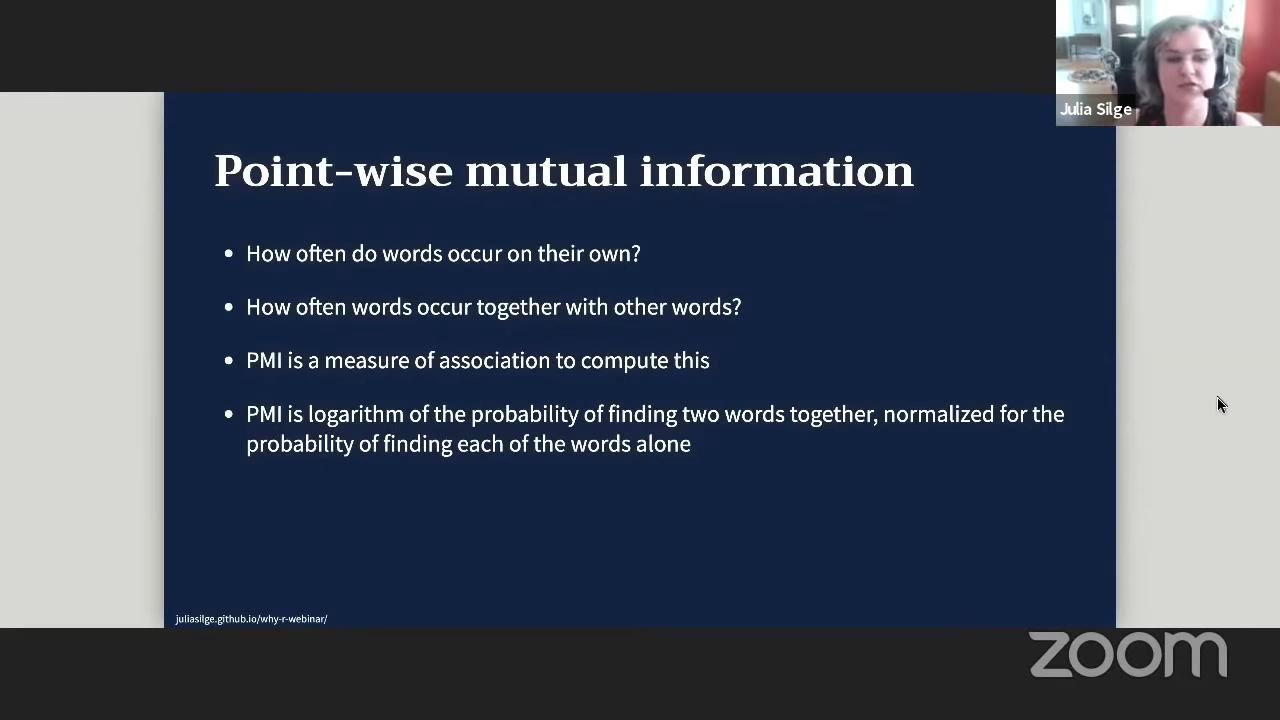 Julia Silge
Point-wise mutual information
• How often do words occur on their own?
• How often words occur together with other words?
• PMI is a measure of association to compute this
• PMI is logarithm of the probability of finding two words together, normalized for the
probability of finding each of the words alone
juliasilge.github.io/why-r-webinar/
zoom